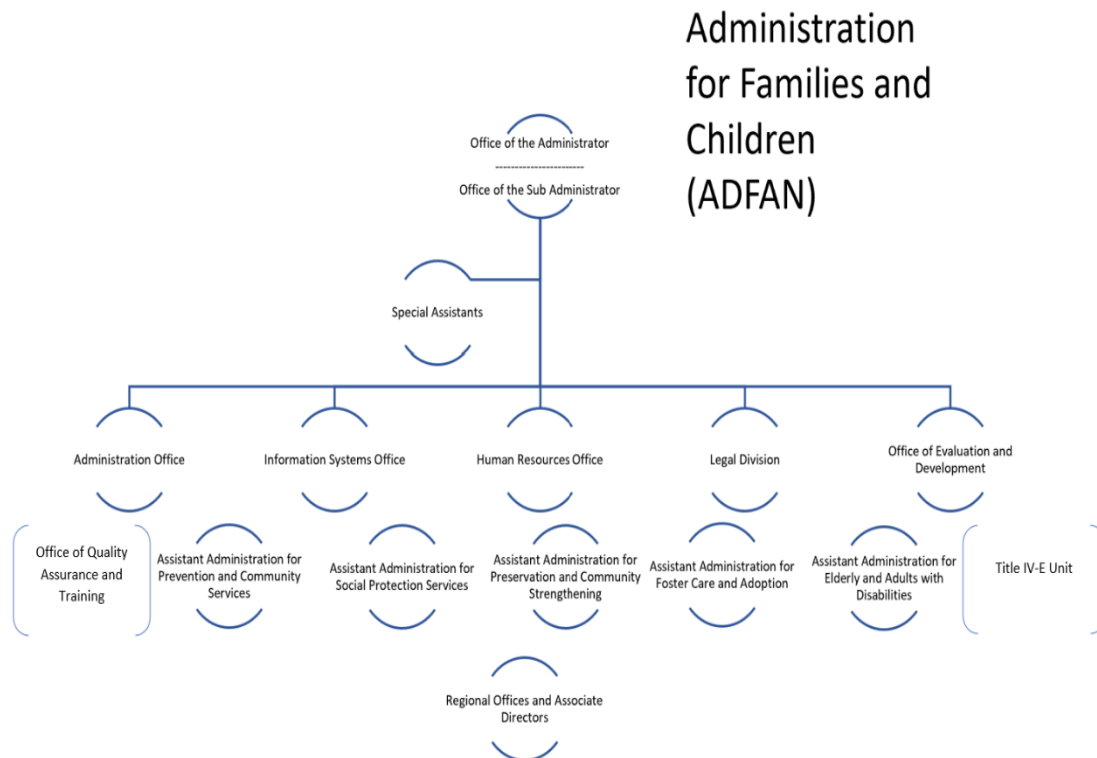 Administration
for Families and
Children
(ADFAN)
Office of the Administrator
-----------------------
Office of the Sub Administrator
Special Assistants
Administration Office
Information Systems Office
Human Resources Office
Legal Division
Office of Evaluation and
Development
Office of Quality
Assurance and
Training
Assistant Administration for
Prevention and Community
Services
Assistant Administration for
Social Protection Services
Assistant Administration for
Preservation and Community
Strengthening
Assistant Administration for
Foster Care and Adoption
Assistant Administration for
Elderly and Adults with
Disabilities
Title IV-E Unit
Regional Offices and Associate
Directors